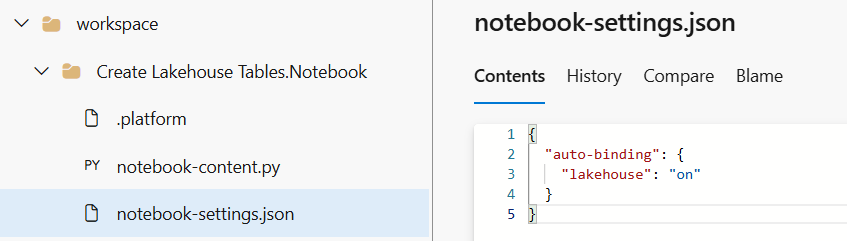 workspace
Create Lakehouse Tables.Notebook
.platform
PY notebook-content.py
notebook-settings.json
notebook-settings.json
Contents History Compare Blame
1 {
2 "auto-binding": {
3 "lakehouse": "on"
4 }
5 }